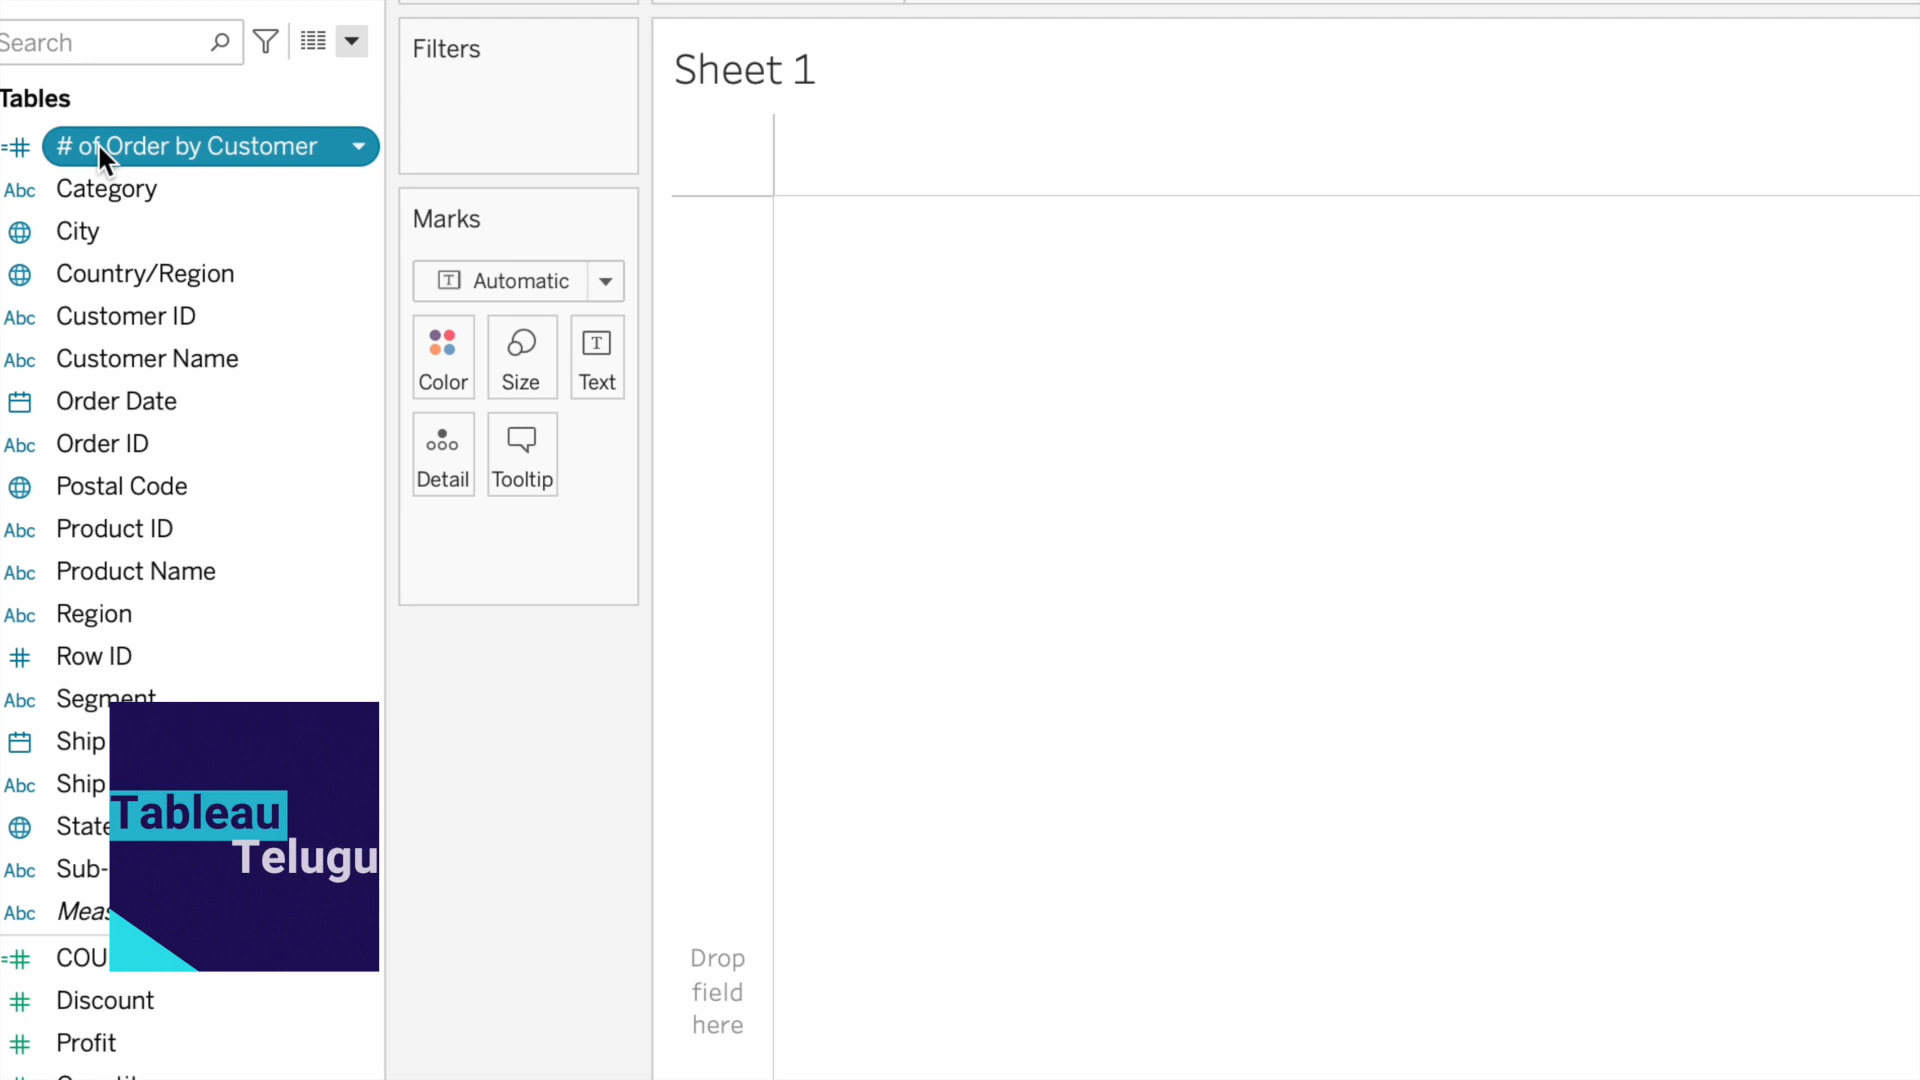 Search
Tables
# of Order by Customer
Abc Category
City
Country/Region
Abc Customer ID
Abc Customer Name
Order Date
Abc Order ID
Postal Code
Abc Product ID
Abc Product Name
Abc Region
Row ID
Abc Segment
Ship
Abc Ship
State
Abc Sub-
Abc Meas
COU
Discount
Profit
Tableau
Telugu
Filters
Marks
Automatic
Color Size Text
Detail Tooltip
Sheet 1
Drop
field
here